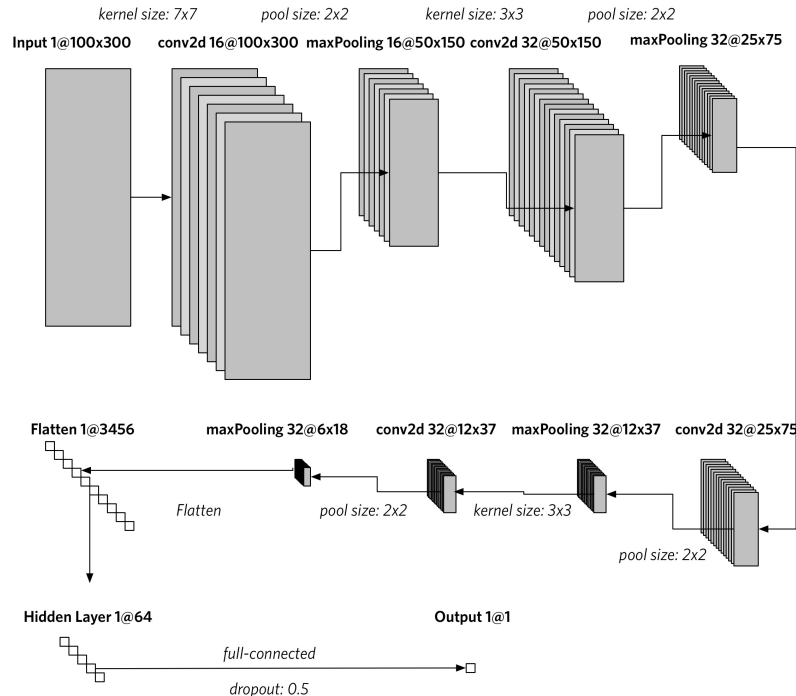 kernel size: 7x7 pool size: 2x2 kernel size: 3x3 pool size: 2x2
Input 1@100x300 conv2d 16@100x300 maxPooling 16@50x150 conv2d 32@50x150 maxPooling 32@25x75
Flatten 1@3456 maxPooling 32@6x18 conv2d 32@12x37 maxPooling 32@12x37 conv2d 32@25x75
Flatten pool size: 2x2 kernel size: 3x3
pool size: 2x2
Hidden Layer 1@64 Output 1@1
full-connected
dropout: 0.5